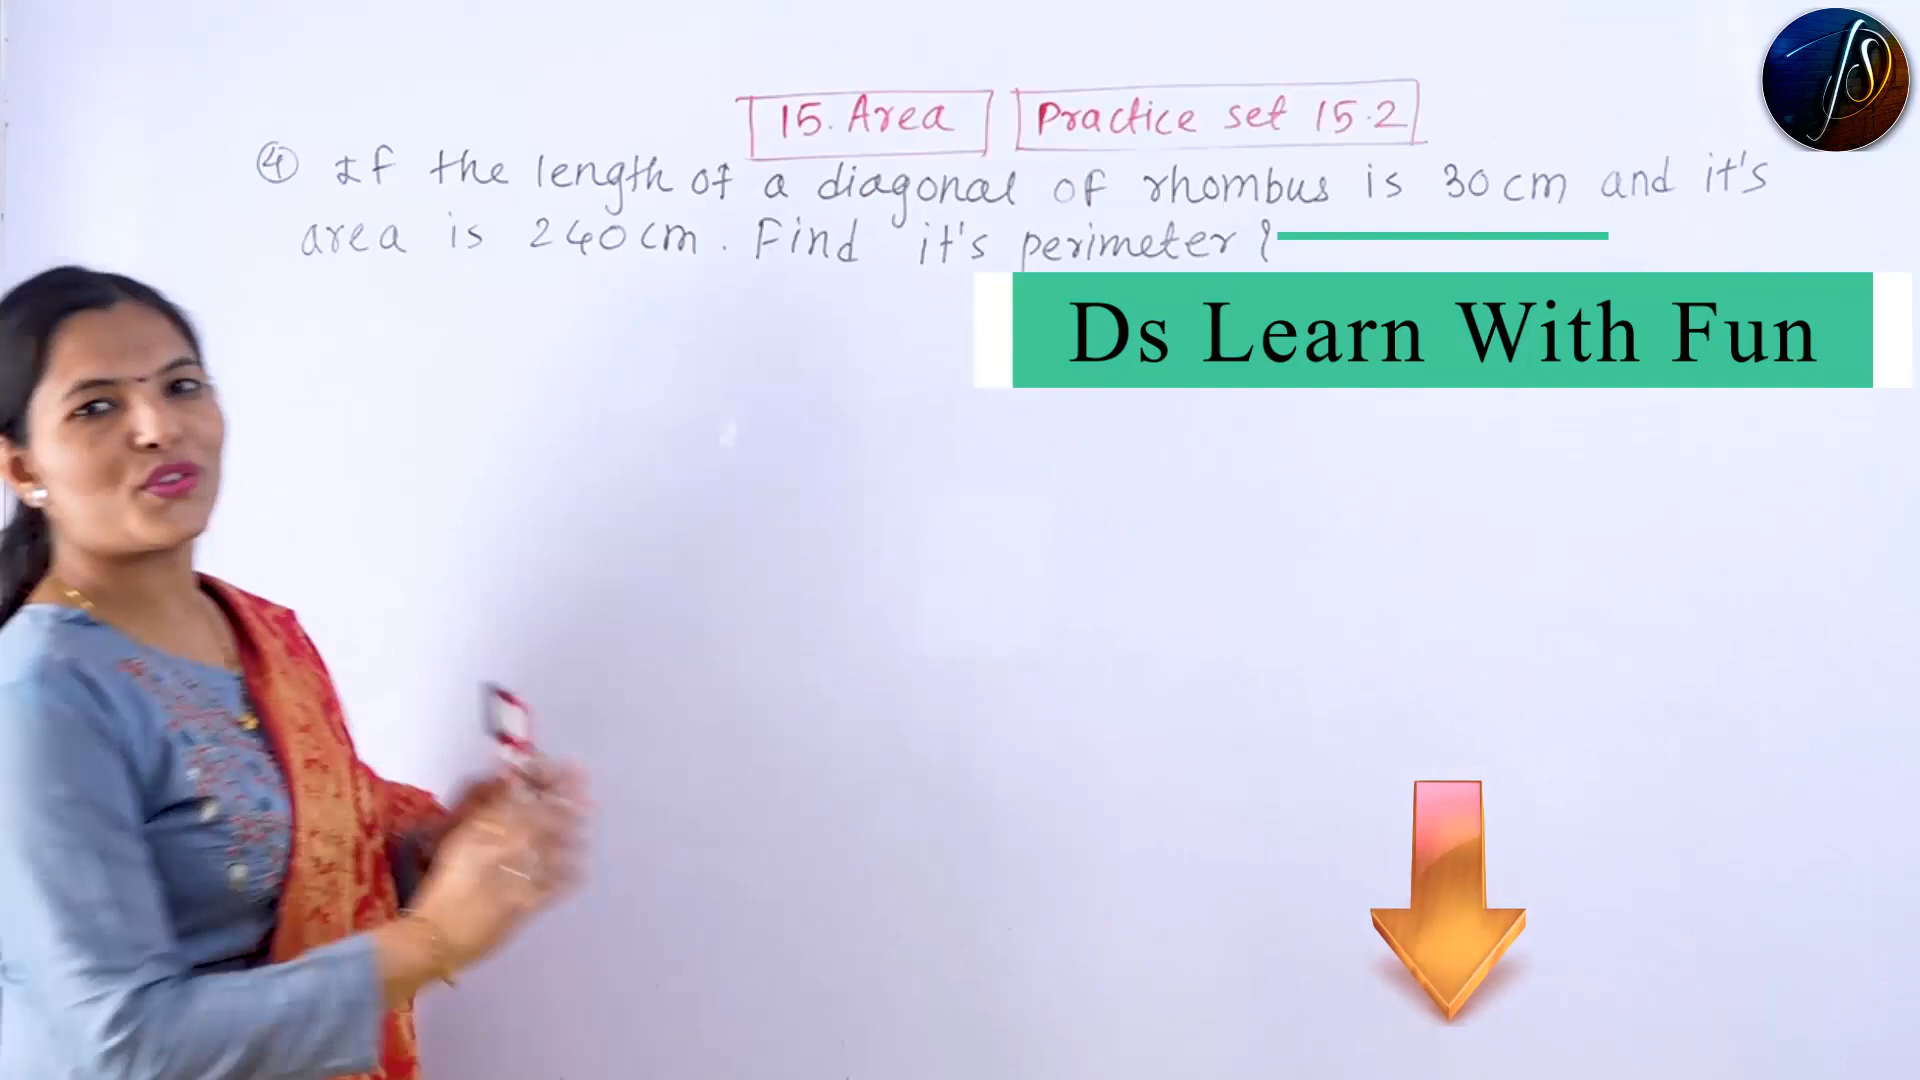 15. Area Practice set 15.2
④ If the length of a diagonal of rhombus is 30 cm and it's
area is 240 cm. Find it's perimeter?
Ds Learn With Fun